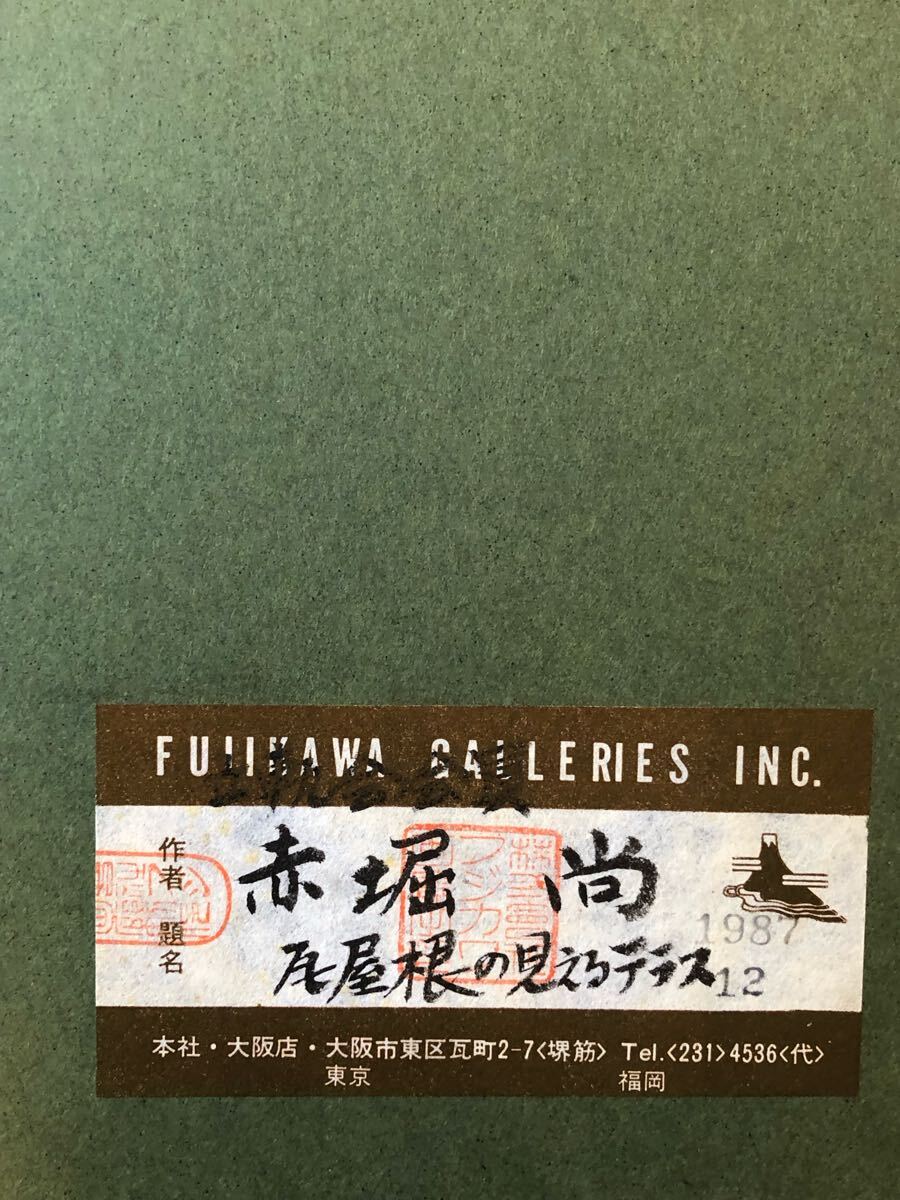 FUJIKAWA GALLERIES INC.
作者 赤堀 尚
題名 瓦屋根の見えるテラス
1987
12
本社・大阪店・大阪市東区瓦町2-7<堺筋> Tel.<231>4536<代>
東京 福岡